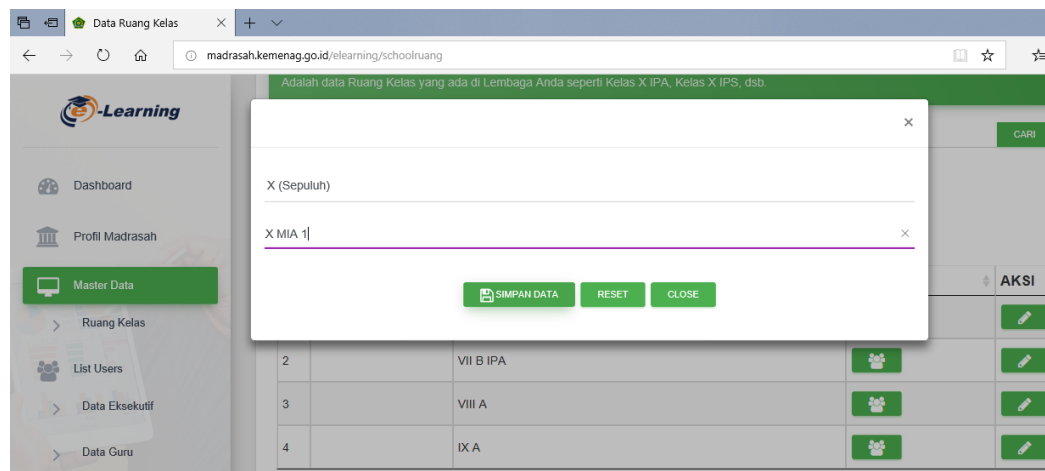 Data Ruang Kelas
madrasah.kemenag.go.id/elearning/schoolruang
Adalah data Ruang Kelas yang ada di Lembaga Anda seperti Kelas X IPA, Kelas X IPS, dsb.
e-Learning
CARI
Dashboard
Profil Madrasah
Master Data
Ruang Kelas
List Users
Data Eksekutif
Data Guru
X (Sepuluh)
X MIA 1
SIMPAN DATA RESET CLOSE
AKSI
2 VII B IPA
3 VIII A
4 IX A